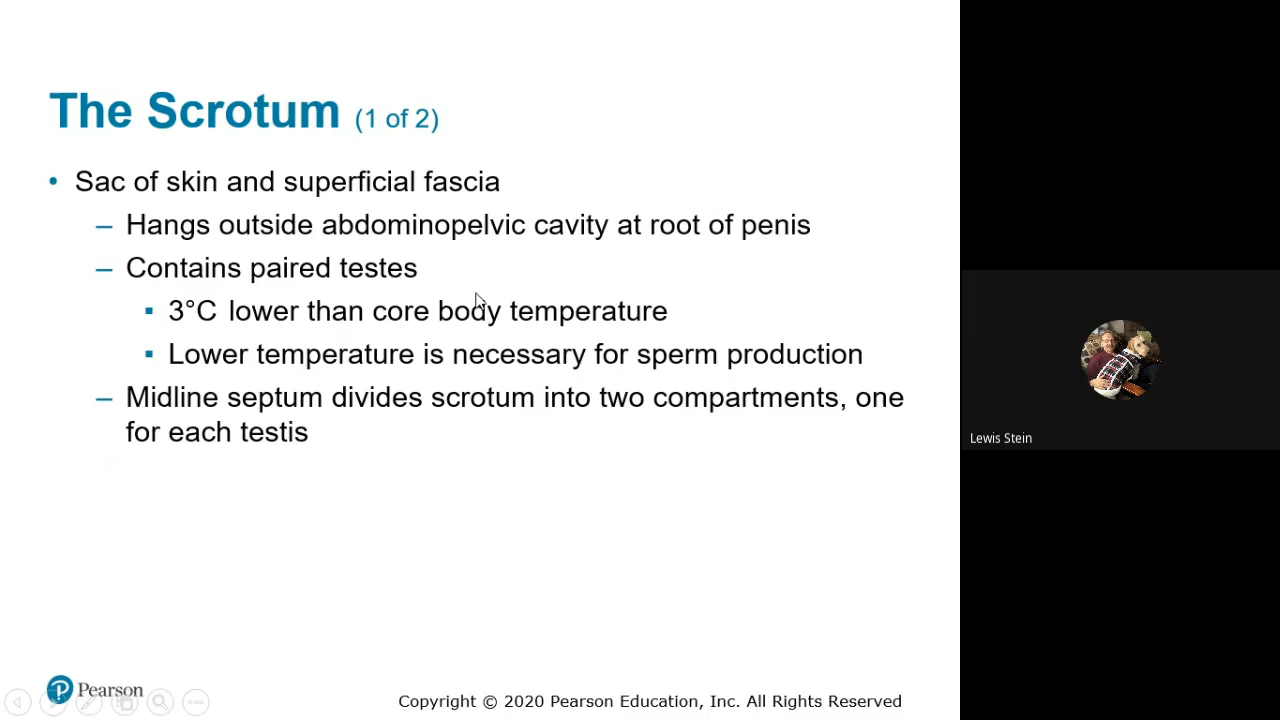 The Scrotum (1 of 2)
• Sac of skin and superficial fascia
– Hangs outside abdominopelvic cavity at root of penis
– Contains paired testes
▪ 3°C lower than core body temperature
▪ Lower temperature is necessary for sperm production
– Midline septum divides scrotum into two compartments, one
for each testis
Lewis Stein
Pearson
Copyright © 2020 Pearson Education, Inc. All Rights Reserved